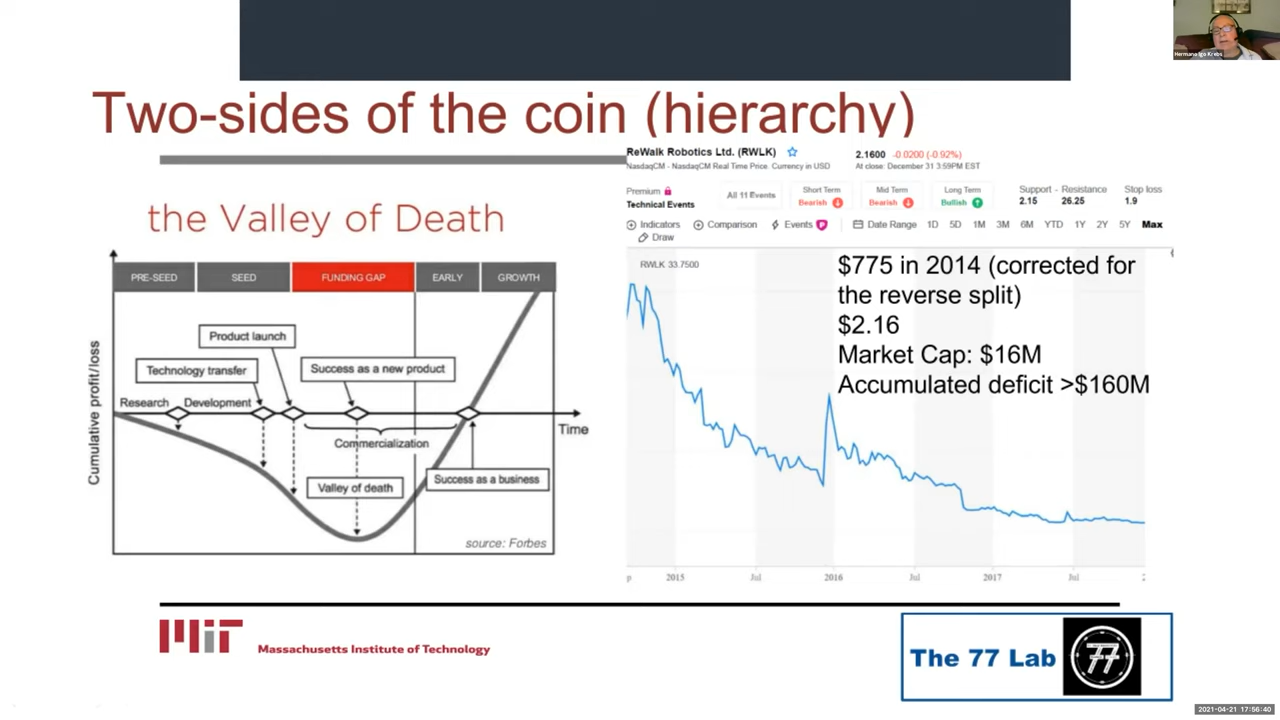 Hermano Igo Krebs
Two-sides of the coin (hierarchy)
the Valley of Death
PRE-SEED SEED FUNDING GAP EARLY GROWTH
Product launch
Technology transfer
Success as a new product
Research Development
Cumulative profit/loss
Time
Commercialization
Valley of death
Success as a business
source: Forbes
ReWalk Robotics Ltd. (RWLK)
NasdaqCM - NasdaqCM Real Time Price. Currency in USD
2.1600 -0.0200 (-0.92%)
At close: December 31 3:59PM EST
Premium
Technical Events
All 11 Events
Short Term
Bearish
Mid Term
Bearish
Long Term
Bullish
Support - Resistance
2.15 26.25
Stop loss
1.9
Indicators Comparison Events Date Range 1D 5D 1M 3M 6M YTD 1Y 2Y 5Y Max
Draw
RWLK 33.7500
$775 in 2014 (corrected for
the reverse split)
$2.16
Market Cap: $16M
Accumulated deficit >$160M
2015 Jul 2016 Jul 2017 Jul
MIT
Massachusetts Institute of Technology
The 77 Lab
77
2021-04-21 17:56:40